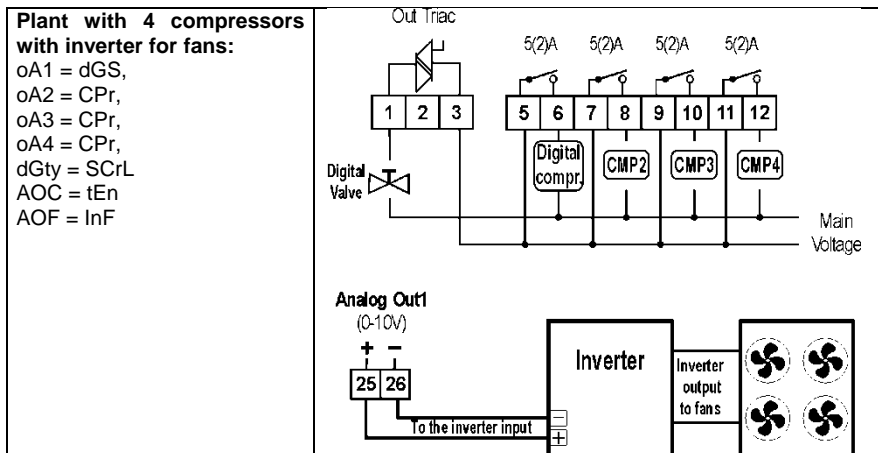 Plant with 4 compressors
with inverter for fans:
oA1 = dGS,
oA2 = CPr,
oA3 = CPr,
oA4 = CPr,
dGty = SCrL
AOC = tEn
AOF = InF
Out Triac
5(2)A 5(2)A 5(2)A 5(2)A
1 2 3 5 6 7 8 9 10 11 12
Digital
Valve
Digital
compr.
CMP2 CMP3 CMP4
Main
Voltage
Analog Out1
(0-10V)
+ −
25 26
To the inverter input
−
+
Inverter
Inverter
output
to fans